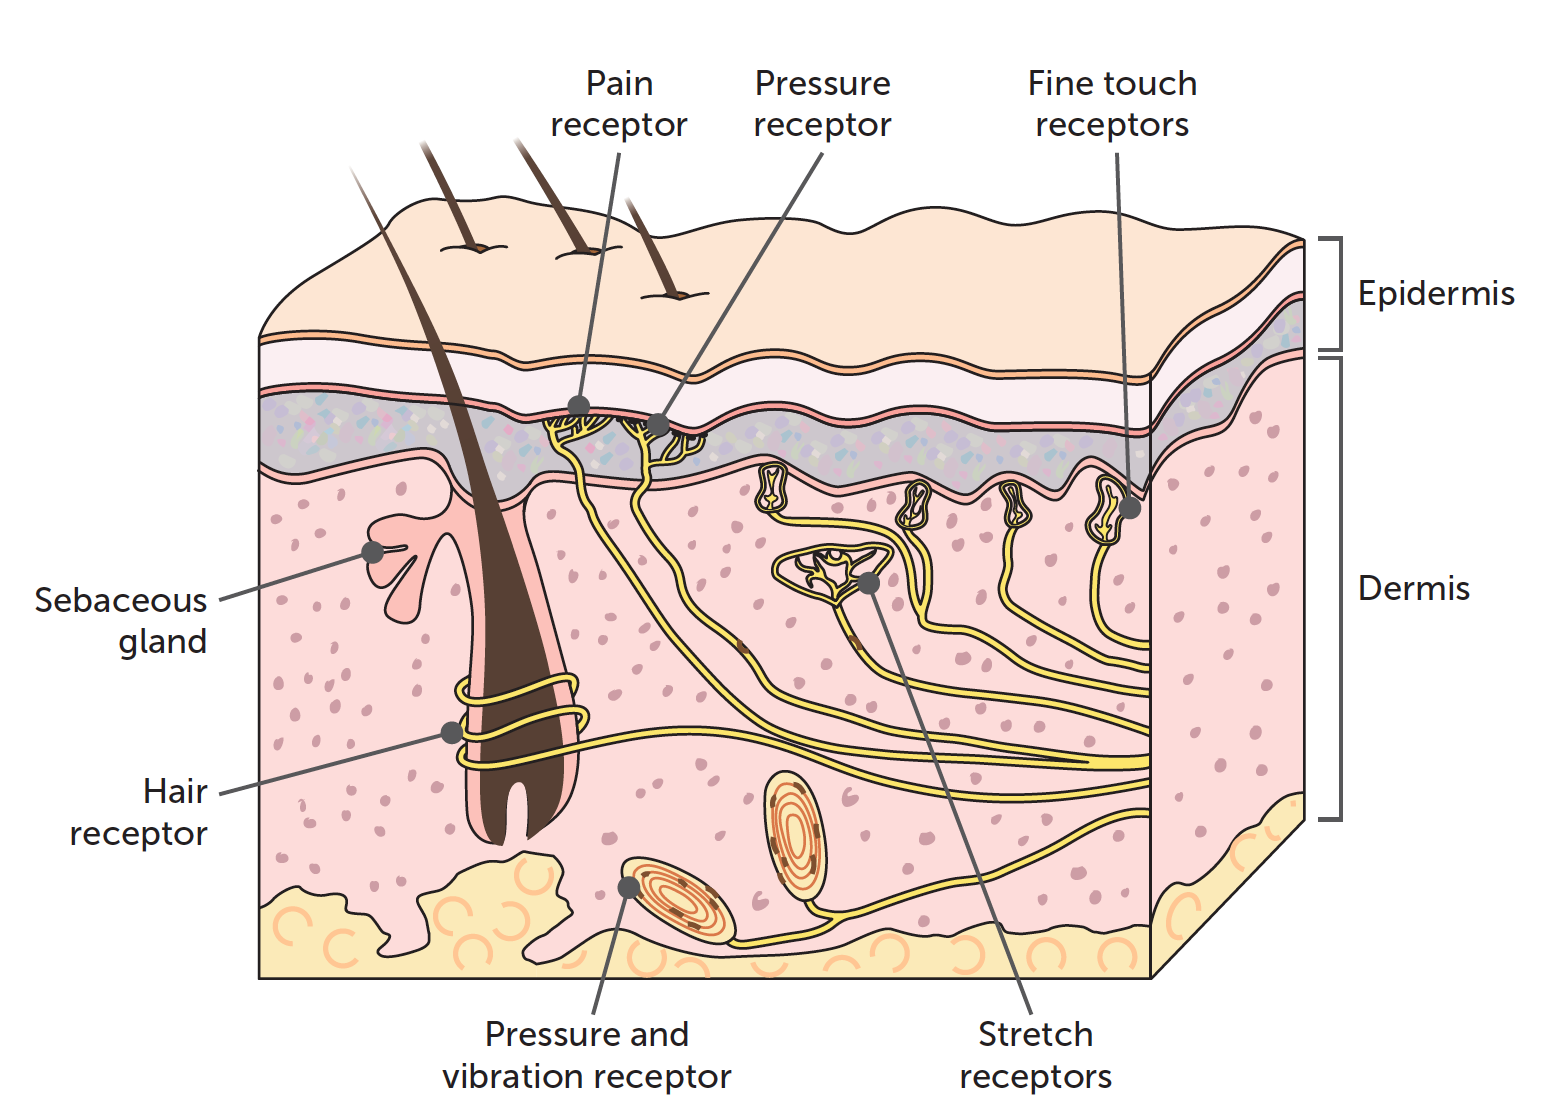 Pain
receptor
Pressure
receptor
Fine touch
receptors
Epidermis
Dermis
Sebaceous
gland
Hair
receptor
Pressure and
vibration receptor
Stretch
receptors